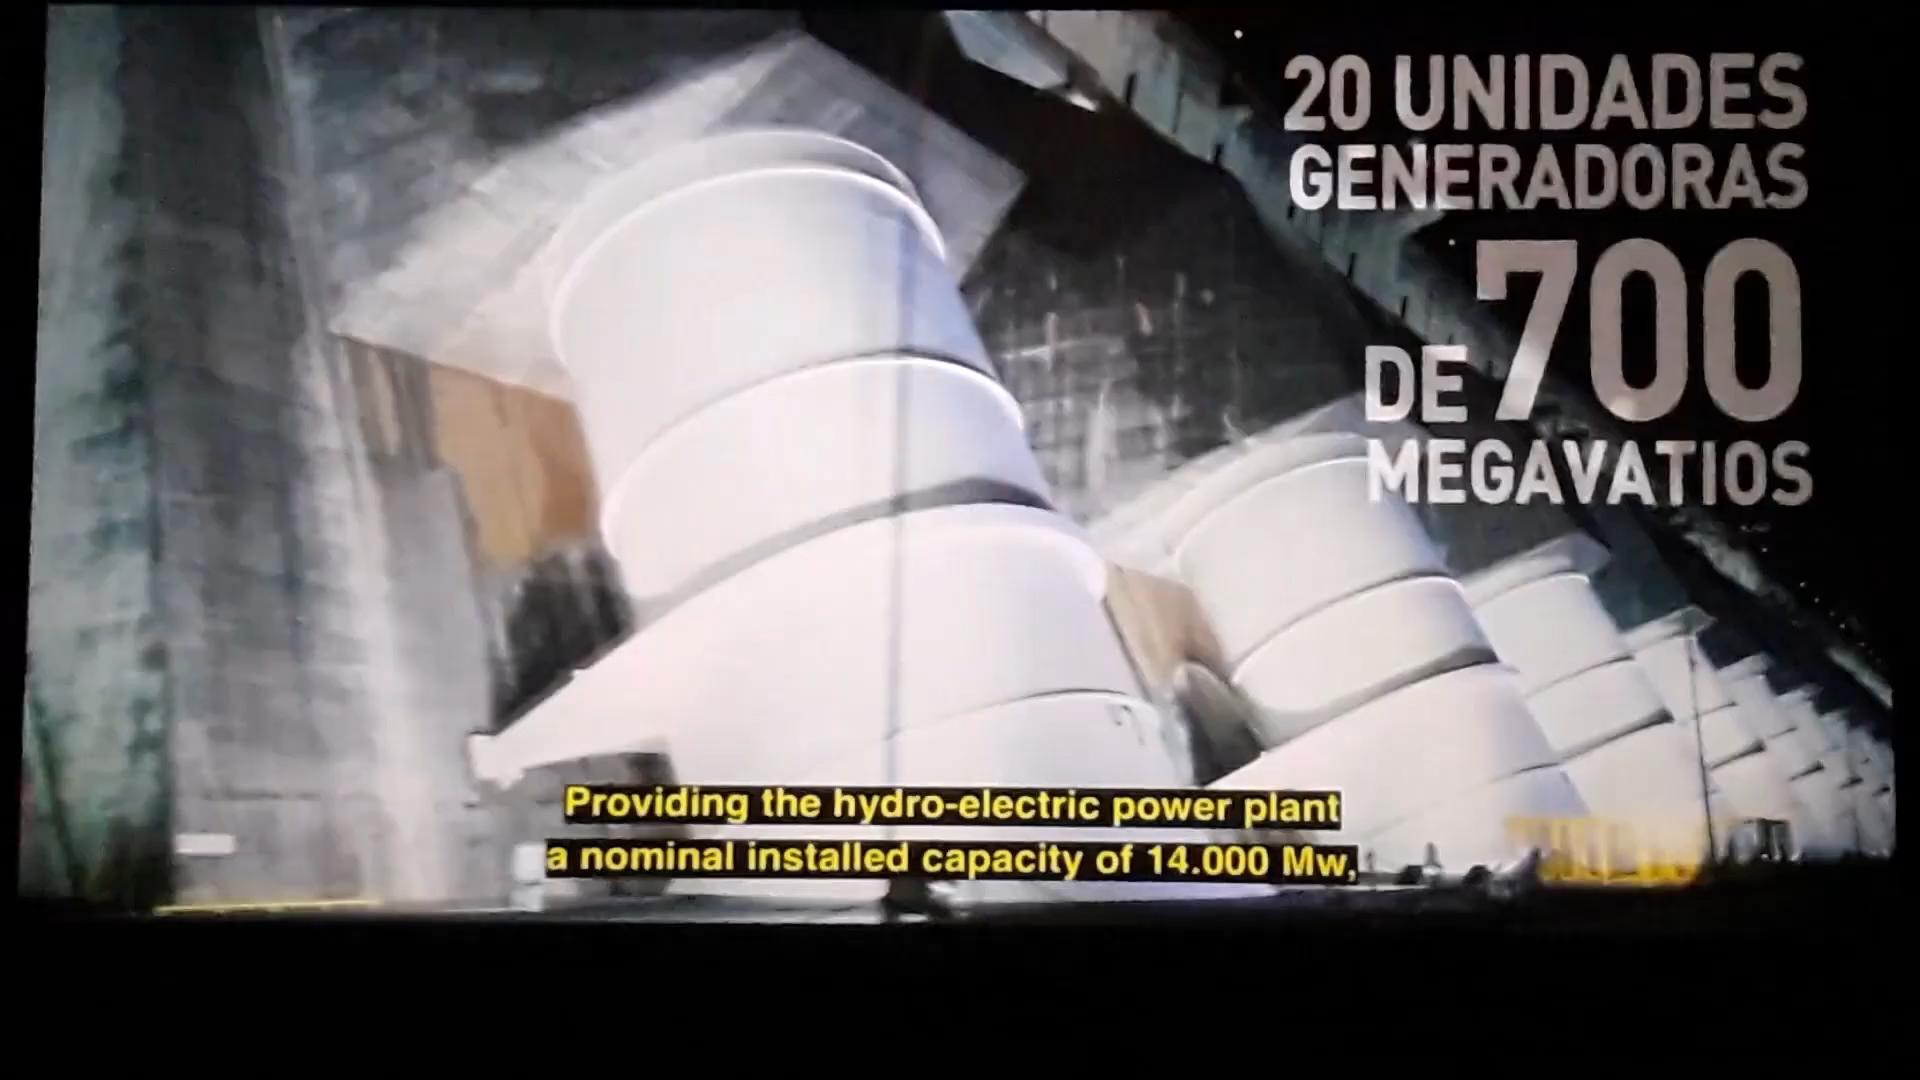 20 UNIDADES
GENERADORAS
DE 700
MEGAVATIOS
Providing the hydro-electric power plant
a nominal installed capacity of 14.000 Mw,